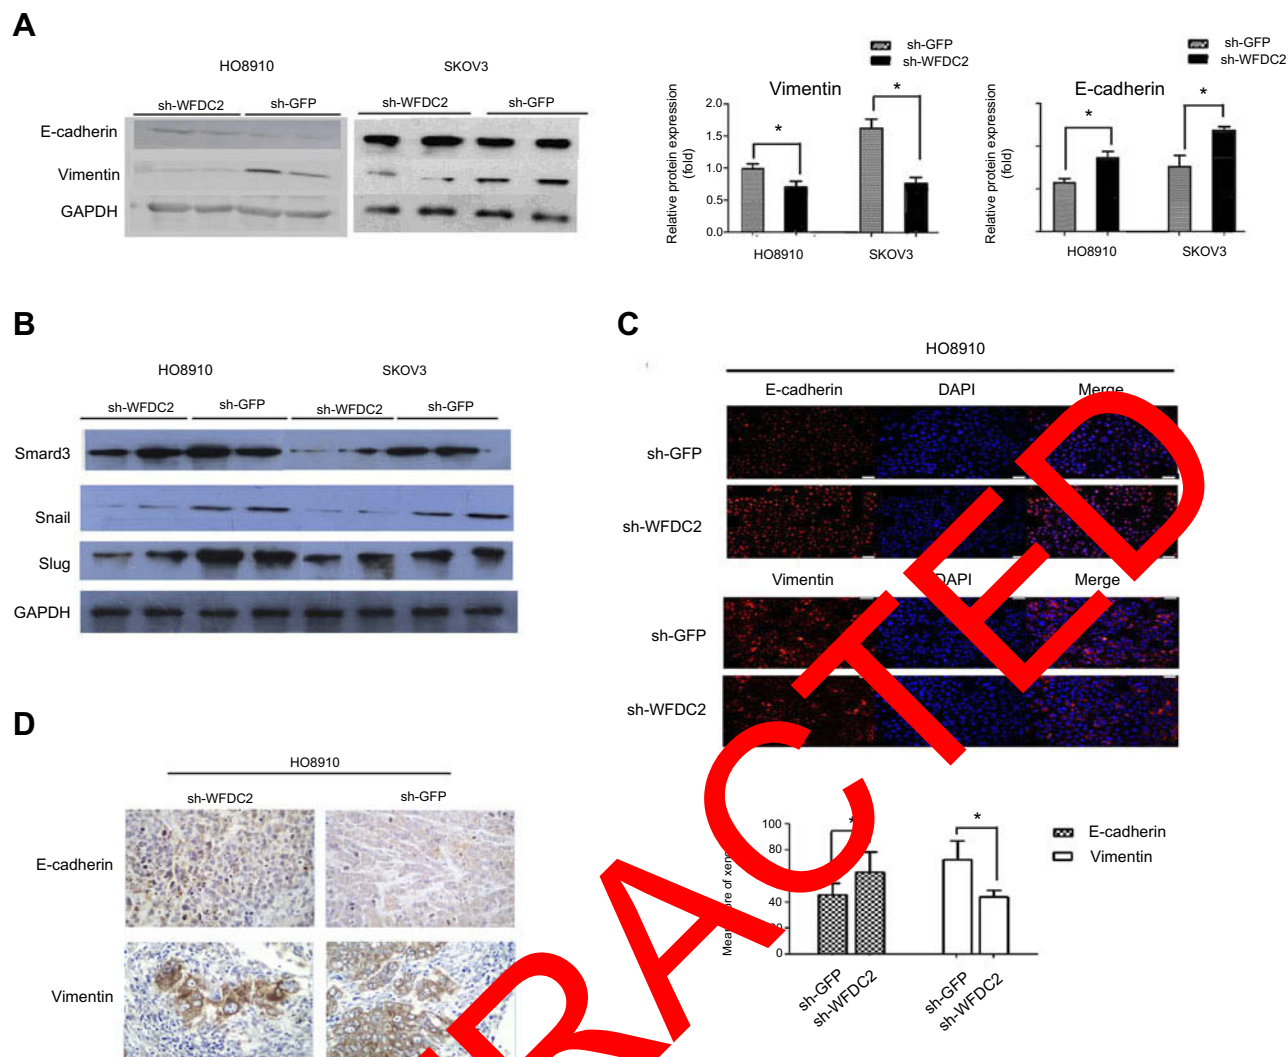 A
HO8910
SKOV3
sh-WFDC2
sh-GFP
sh-WFDC2
sh-GFP
E-cadherin
Vimentin
GAPDH
sh-GFP
sh-WFDC2
Vimentin
Relative protein expression
(fold)
2.0
1.5
1.0
0.5
0.0
*
*
HO8910
SKOV3
sh-GFP
sh-WFDC2
E-cadherin
Relative protein expression
(fold)
*
*
HO8910
SKOV3
B
HO8910
SKOV3
sh-WFDC2
sh-GFP
sh-WFDC2
sh-GFP
Smard3
Snail
Slug
GAPDH
C
HO8910
E-cadherin
DAPI
Merge
sh-GFP
sh-WFDC2
Vimentin
DAPI
Merge
sh-GFP
sh-WFDC2
D
HO8910
sh-WFDC2
sh-GFP
E-cadherin
Vimentin
100
80
40
0
*
*
E-cadherin
Vimentin
sh-GFP
sh-WFDC2
sh-GFP
sh-WFDC2
RACTED